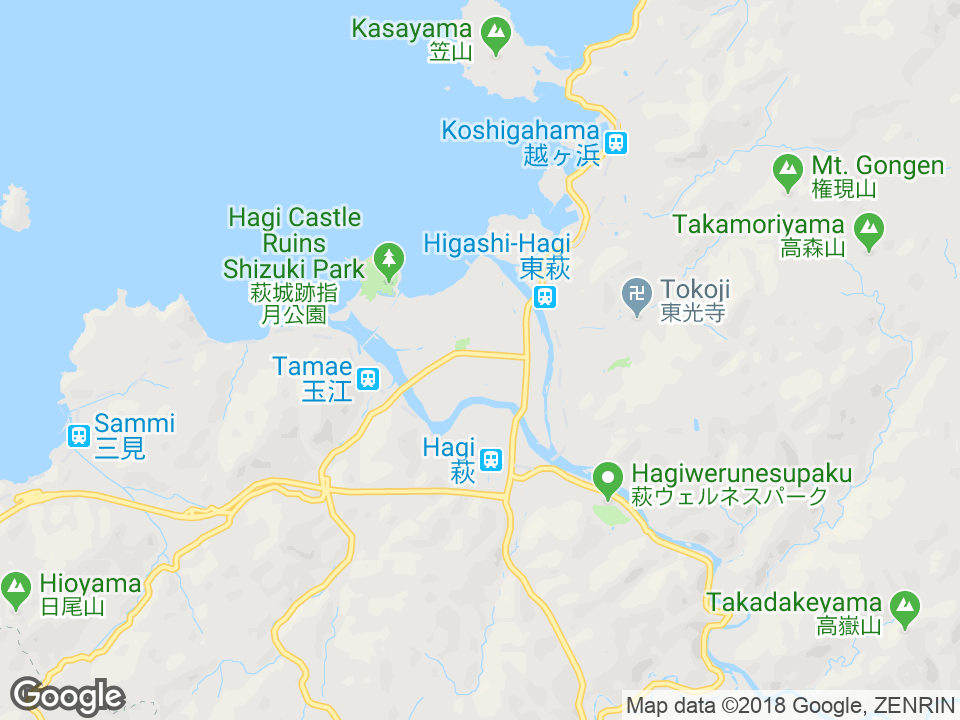 Kasayama
笠山
Koshigahama
越ヶ浜
Mt. Gongen
権現山
Hagi Castle
Ruins
Shizuki Park
萩城跡指
月公園
Takamoriyama
高森山
Higashi-Hagi
東萩
Tokoji
東光寺
Tamae
玉江
Sammi
三見
Hagi
萩
Hagiwerunesupaku
萩ウェルネスパーク
Hioyama
日尾山
Takadakeyama
高嶽山
Google
Map data ©2018 Google, ZENRIN